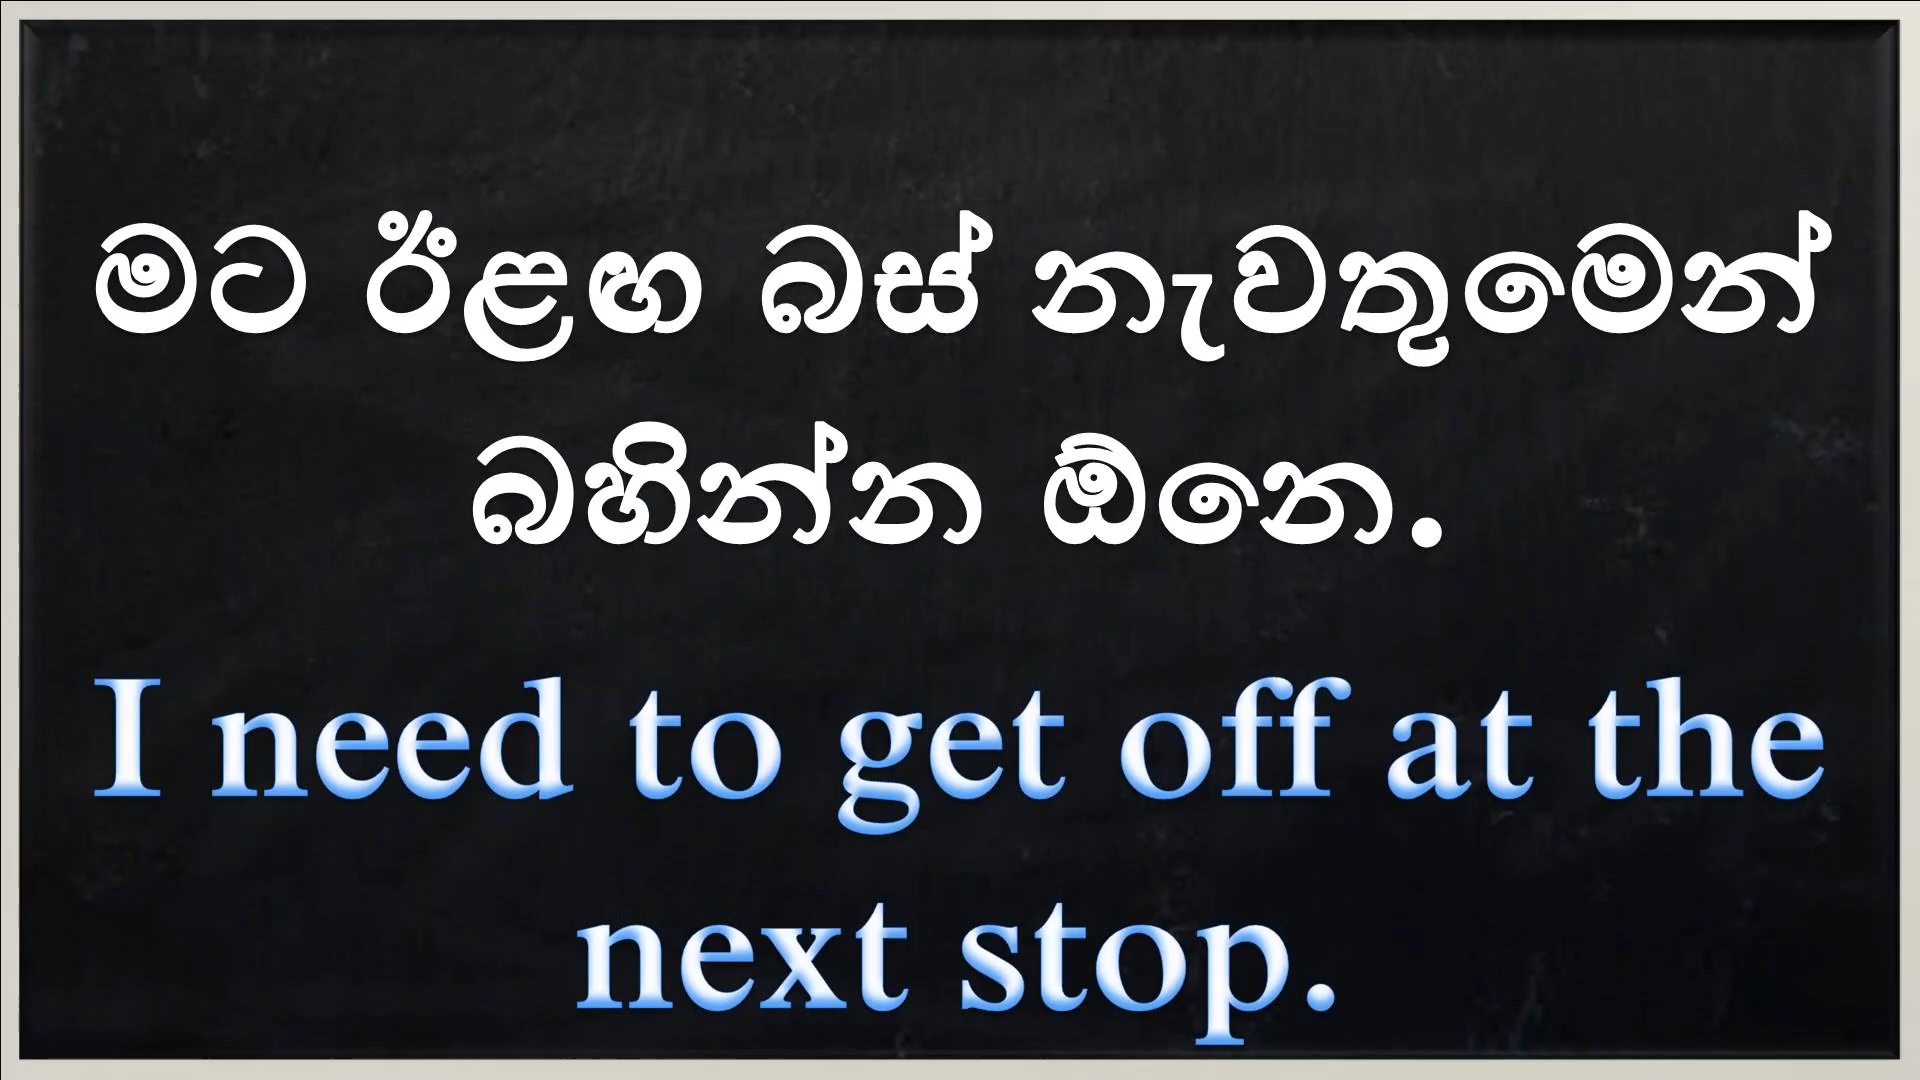 මට ඊළඟ බස් නැවතුමෙන්
බහින්න ඕනෙ.
I need to get off at the
next stop.